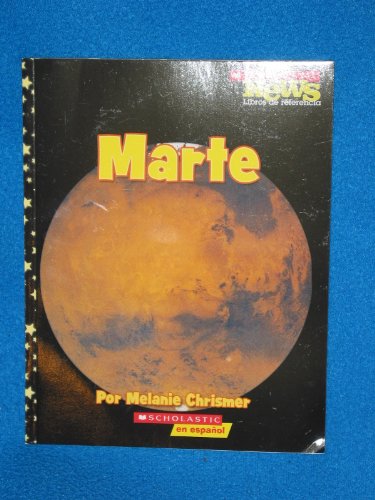 News
Libros de referencia
Marte
Por Melanie Chrismer
SCHOLASTIC
en español